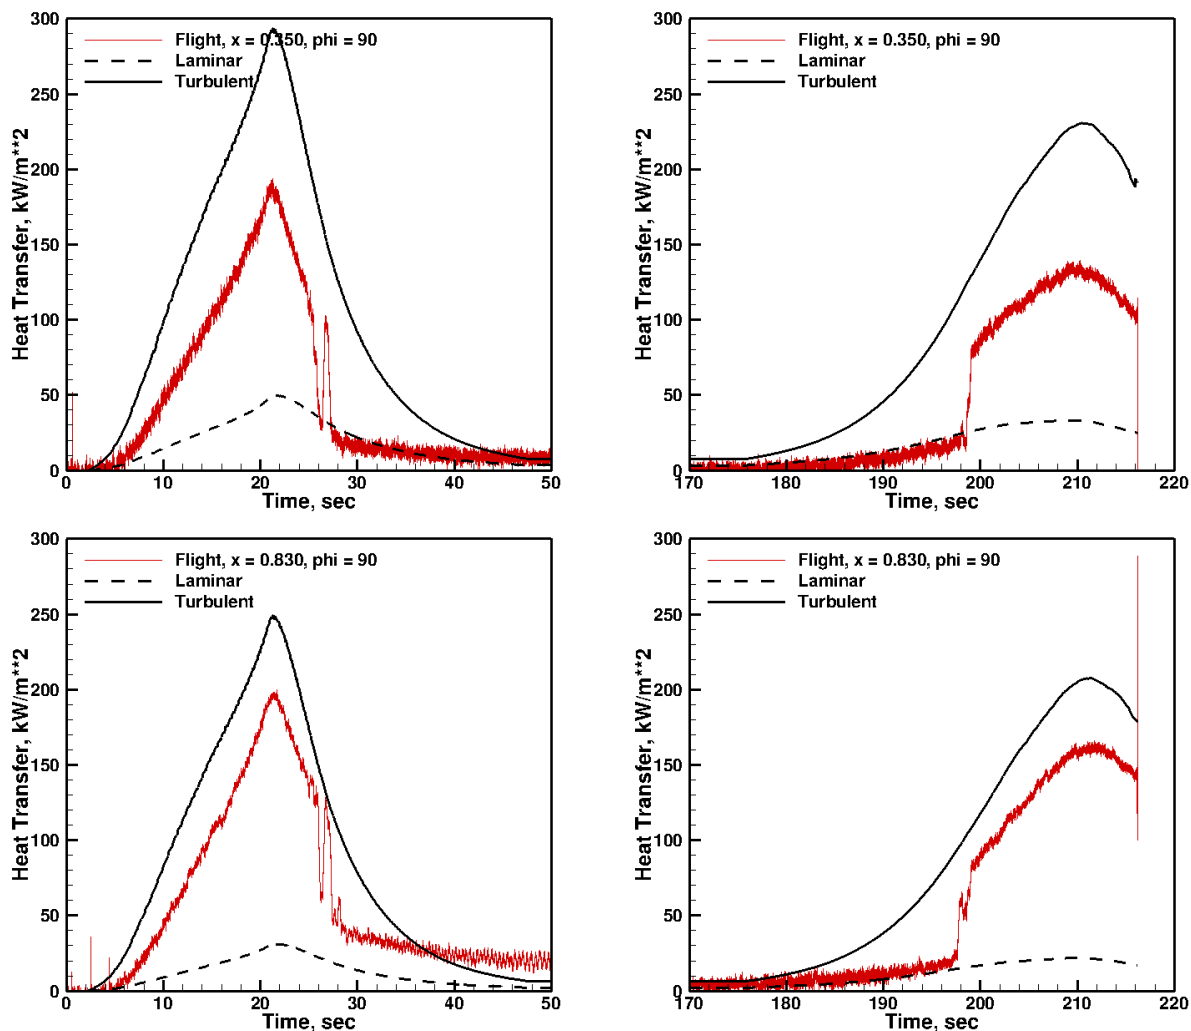 300
250
200
150
100
50
0
Heat Transfer, kW/m**2
Flight, x = 0.350, phi = 90
Laminar
Turbulent
0 10 20 30 40 50
Time, sec
300
250
200
150
100
50
0
Heat Transfer, kW/m**2
Flight, x = 0.350, phi = 90
Laminar
Turbulent
170 180 190 200 210 220
Time, sec
300
250
200
150
100
50
0
Heat Transfer, kW/m**2
Flight, x = 0.830, phi = 90
Laminar
Turbulent
0 10 20 30 40 50
Time, sec
300
250
200
150
100
50
0
Heat Transfer, kW/m**2
Flight, x = 0.830, phi = 90
Laminar
Turbulent
170 180 190 200 210 220
Time, sec